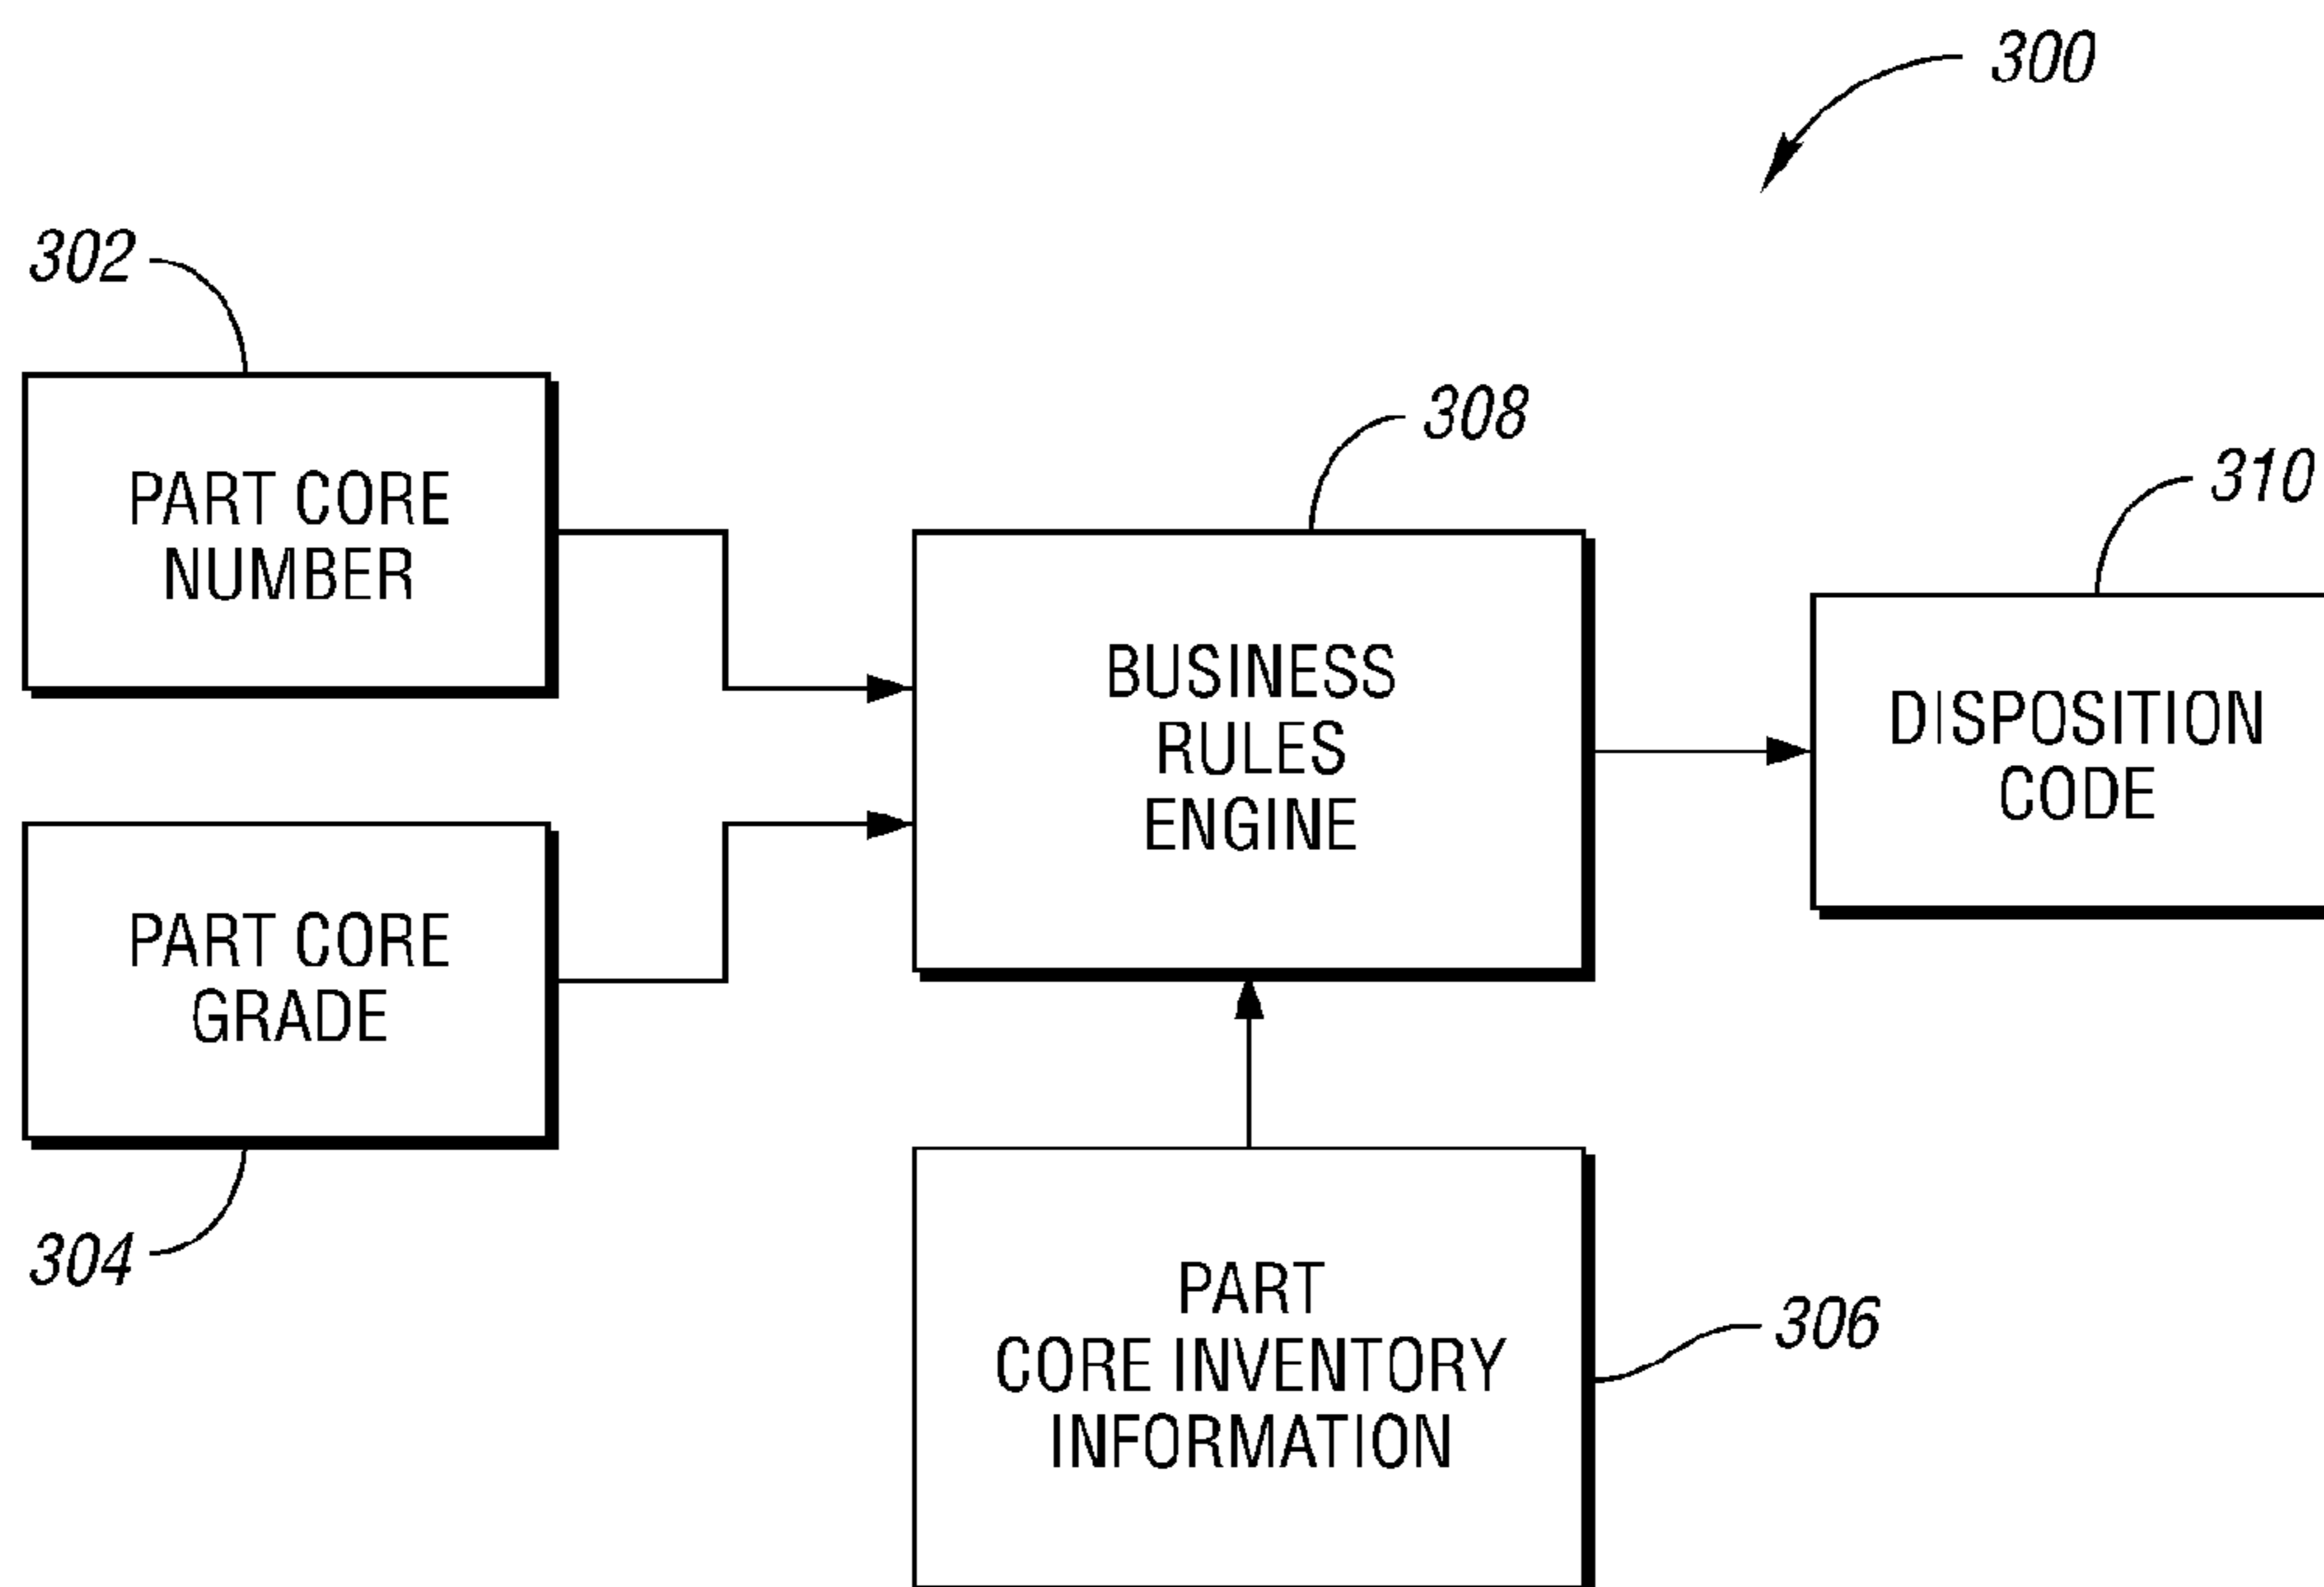 300
302
PART CORE
NUMBER
308
BUSINESS
RULES
ENGINE
310
DISPOSITION
CODE
PART CORE
GRADE
304
PART
CORE INVENTORY
INFORMATION
306